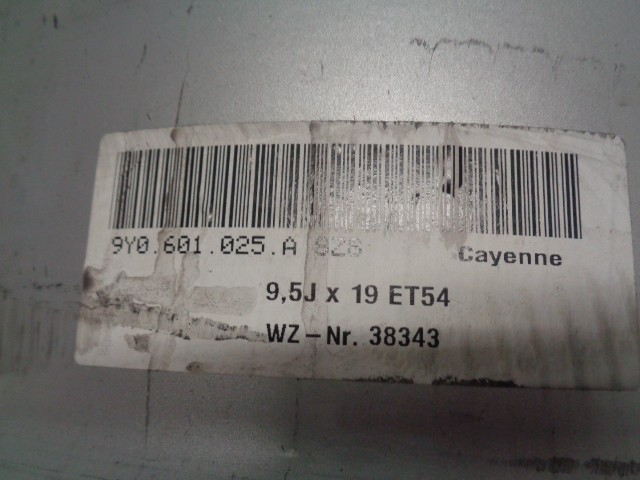 9Y0.601.025.A
Cayenne
9,5J x 19 ET54
WZ-Nr. 38343